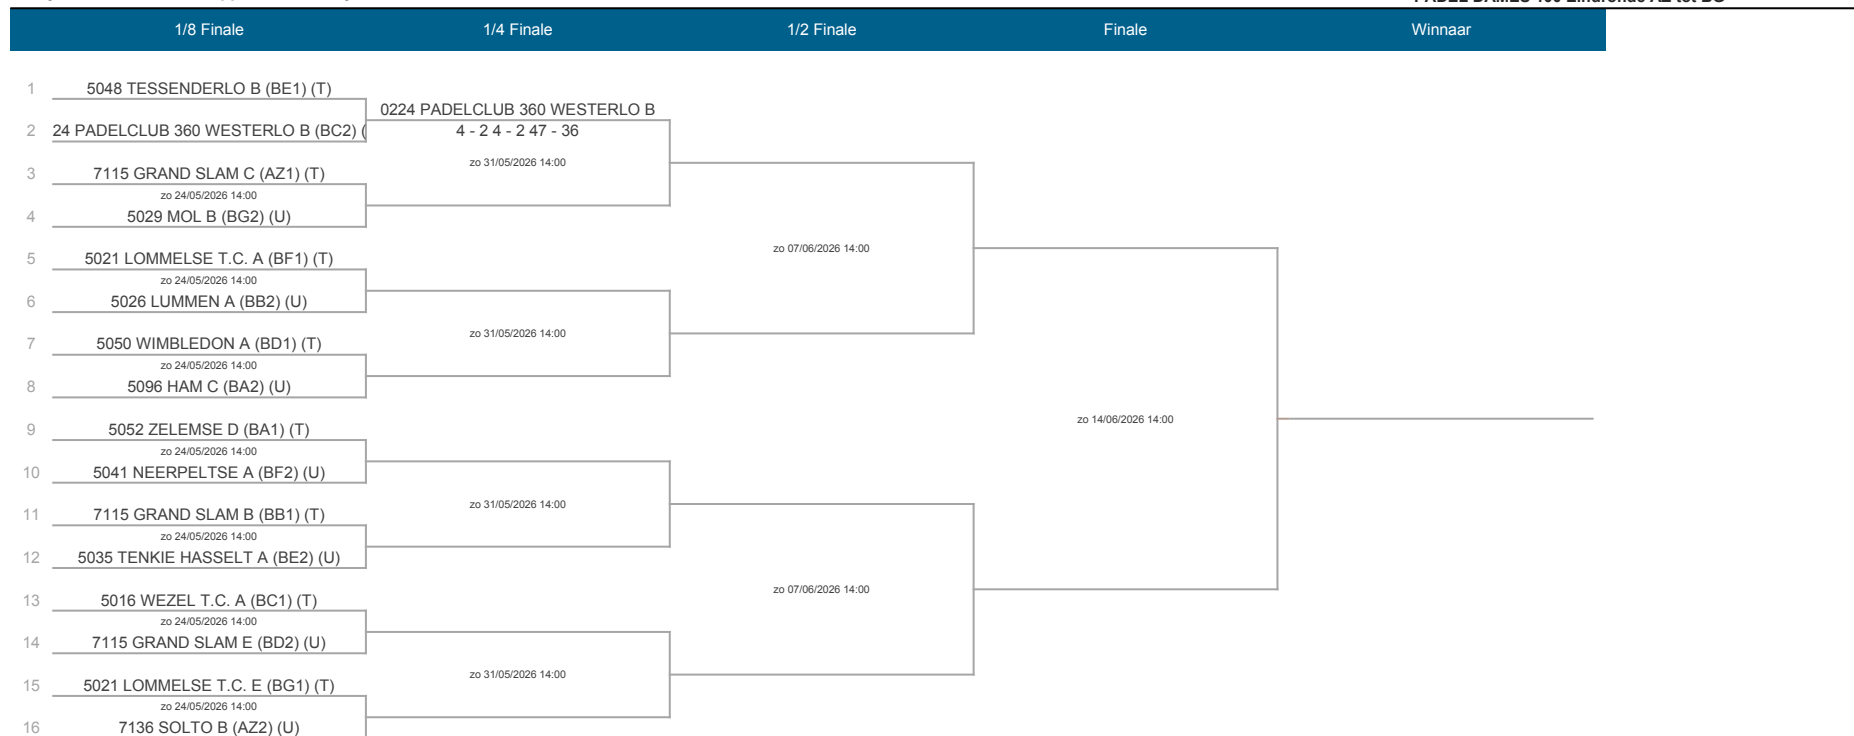 1/8 Finale 1/4 Finale 1/2 Finale Finale Winnaar
1 5048 TESSENDERLO B (BE1) (T)
0224 PADELCLUB 360 WESTERLO B
2 24 PADELCLUB 360 WESTERLO B (BC2) (
4 - 2 4 - 2 47 - 36
zo 31/05/2026 14:00
3 7115 GRAND SLAM C (AZ1) (T)
zo 24/05/2026 14:00
4 5029 MOL B (BG2) (U)
zo 07/06/2026 14:00
5 5021 LOMMELSE T.C. A (BF1) (T)
zo 24/05/2026 14:00
6 5026 LUMMEN A (BB2) (U)
zo 31/05/2026 14:00
7 5050 WIMBLEDON A (BD1) (T)
zo 24/05/2026 14:00
8 5096 HAM C (BA2) (U)
zo 14/06/2026 14:00
9 5052 ZELEMSE D (BA1) (T)
zo 24/05/2026 14:00
10 5041 NEERPELTSE A (BF2) (U)
zo 31/05/2026 14:00
11 7115 GRAND SLAM B (BB1) (T)
zo 24/05/2026 14:00
12 5035 TENKIE HASSELT A (BE2) (U)
zo 07/06/2026 14:00
13 5016 WEZEL T.C. A (BC1) (T)
zo 24/05/2026 14:00
14 7115 GRAND SLAM E (BD2) (U)
zo 31/05/2026 14:00
15 5021 LOMMELSE T.C. E (BG1) (T)
zo 24/05/2026 14:00
16 7136 SOLTO B (AZ2) (U)